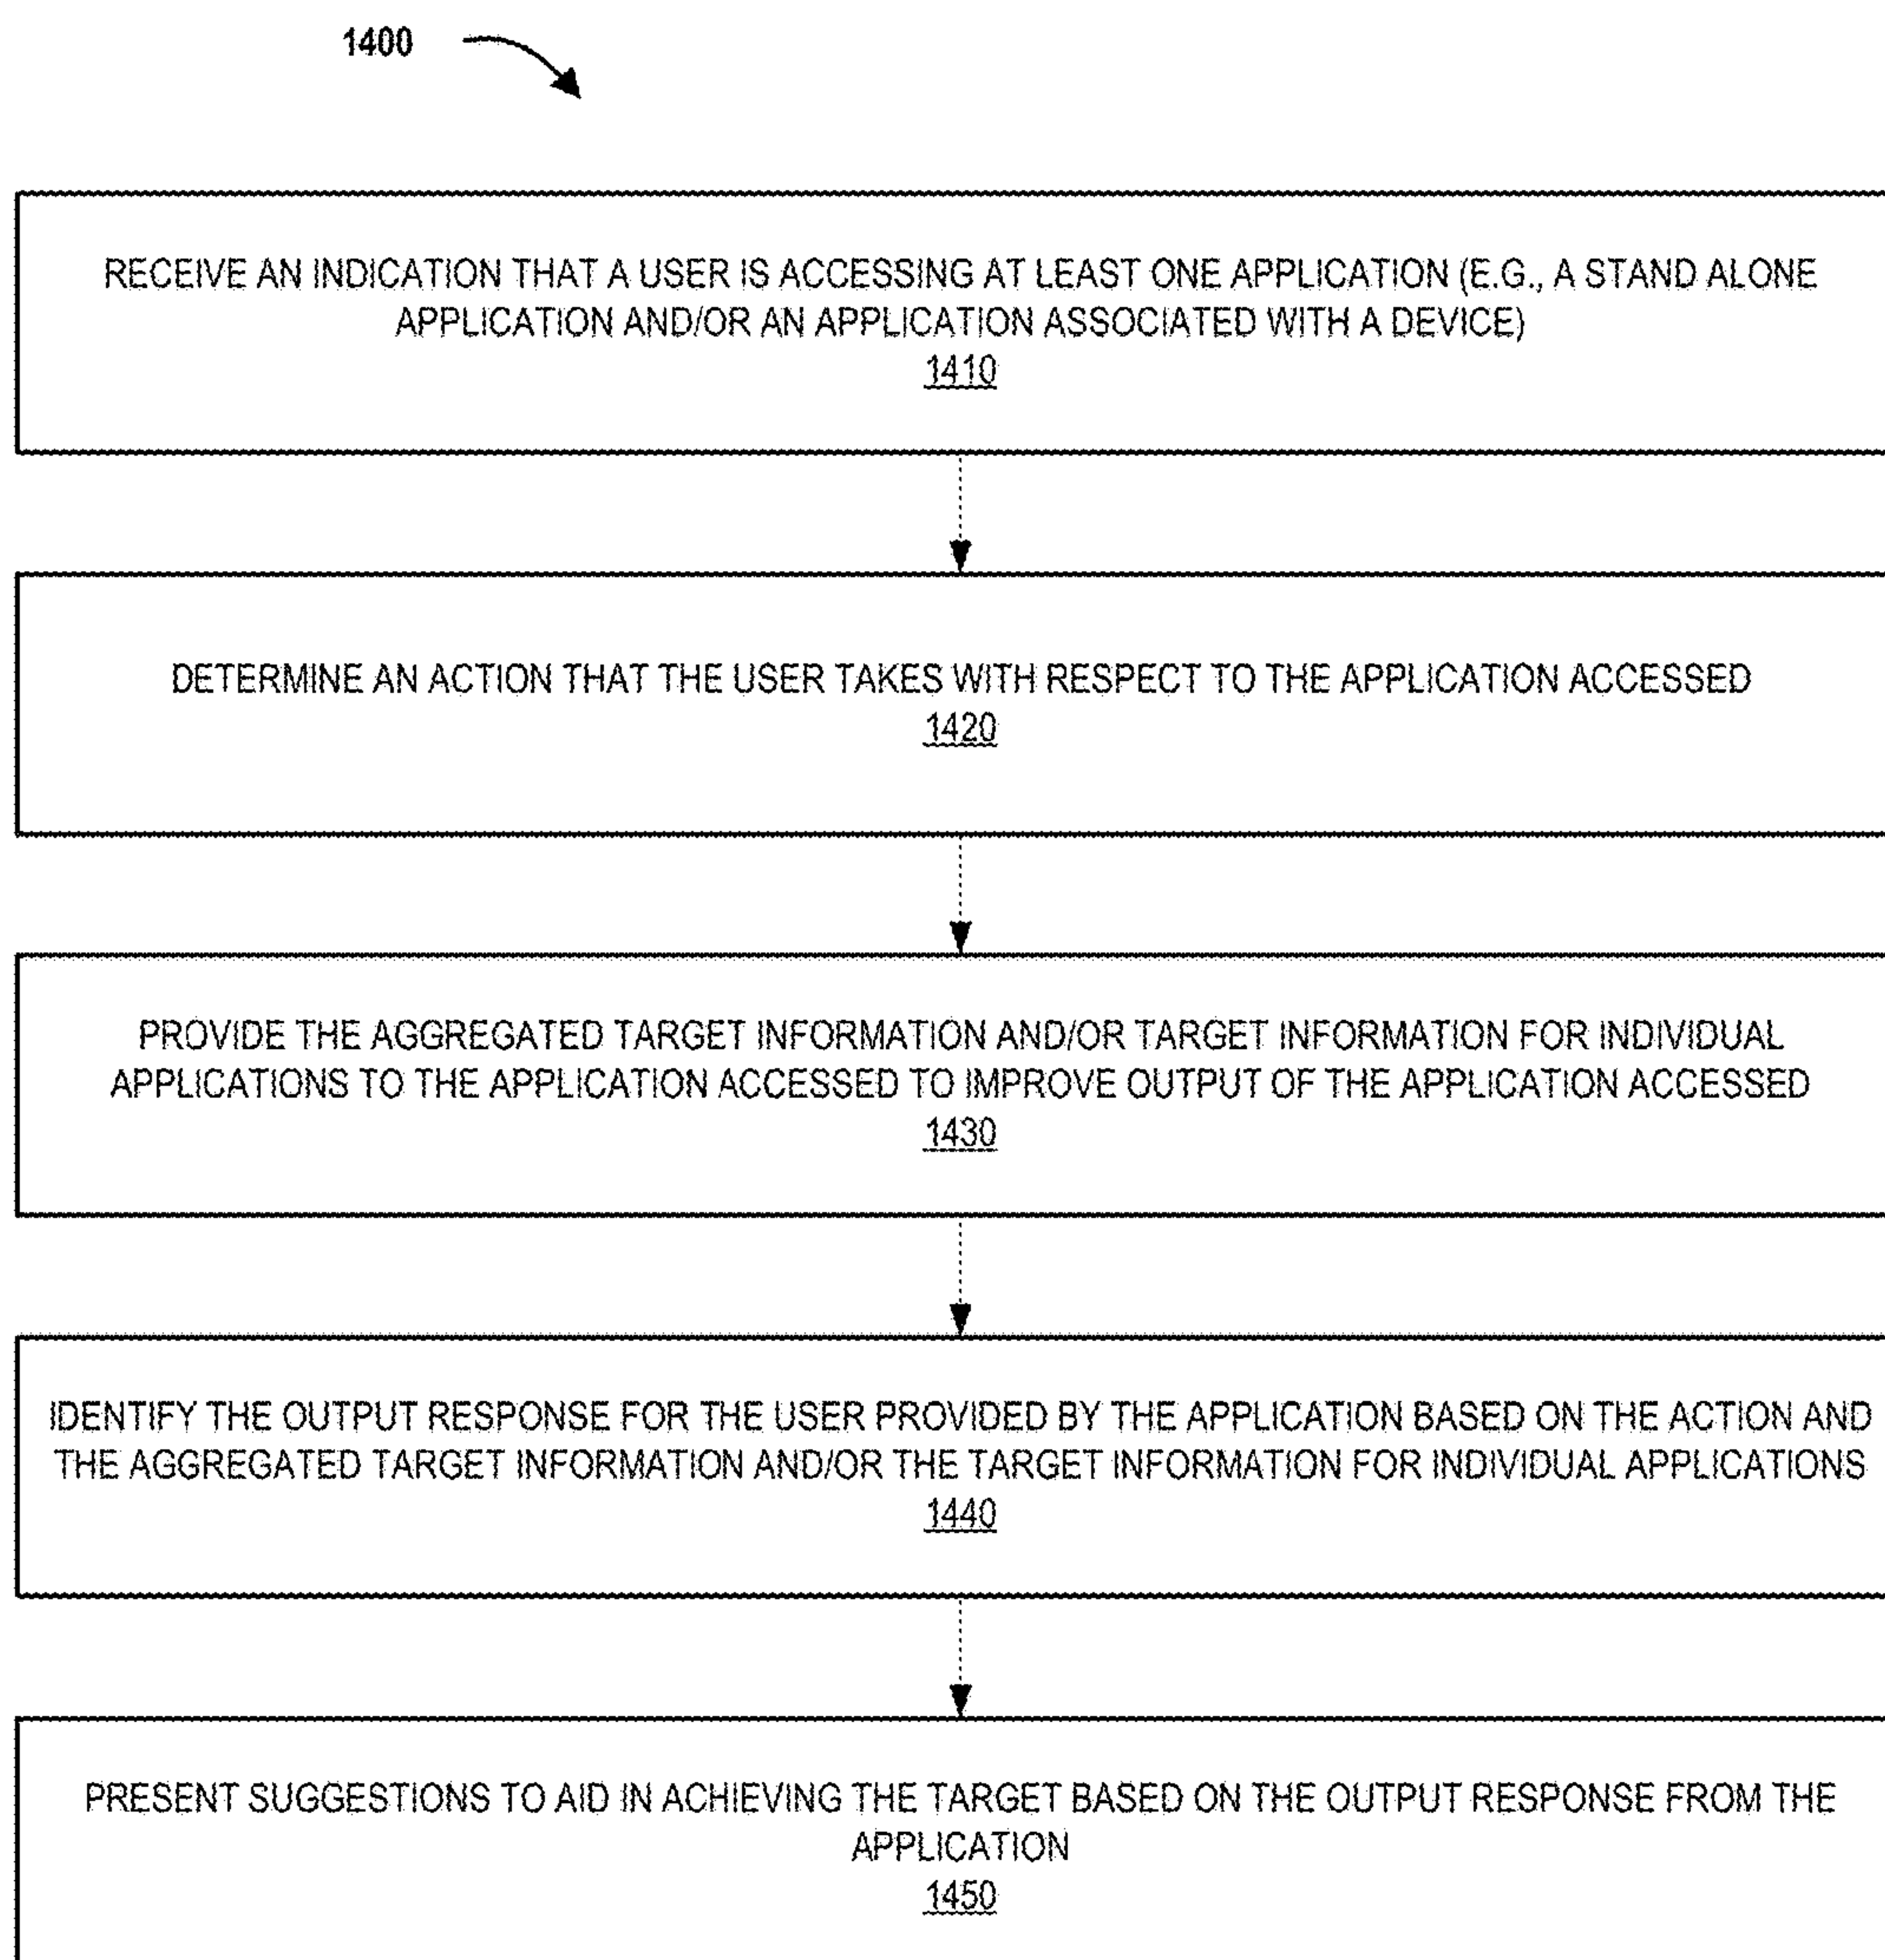 1400
RECEIVE AN INDICATION THAT A USER IS ACCESSING AT LEAST ONE APPLICATION (E.G., A STAND ALONE
APPLICATION AND/OR AN APPLICATION ASSOCIATED WITH A DEVICE)
1410
DETERMINE AN ACTION THAT THE USER TAKES WITH RESPECT TO THE APPLICATION ACCESSED
1420
PROVIDE THE AGGREGATED TARGET INFORMATION AND/OR TARGET INFORMATION FOR INDIVIDUAL
APPLICATIONS TO THE APPLICATION ACCESSED TO IMPROVE OUTPUT OF THE APPLICATION ACCESSED
1430
IDENTIFY THE OUTPUT RESPONSE FOR THE USER PROVIDED BY THE APPLICATION BASED ON THE ACTION AND
THE AGGREGATED TARGET INFORMATION AND/OR THE TARGET INFORMATION FOR INDIVIDUAL APPLICATIONS
1440
PRESENT SUGGESTIONS TO AID IN ACHIEVING THE TARGET BASED ON THE OUTPUT RESPONSE FROM THE
APPLICATION
1450